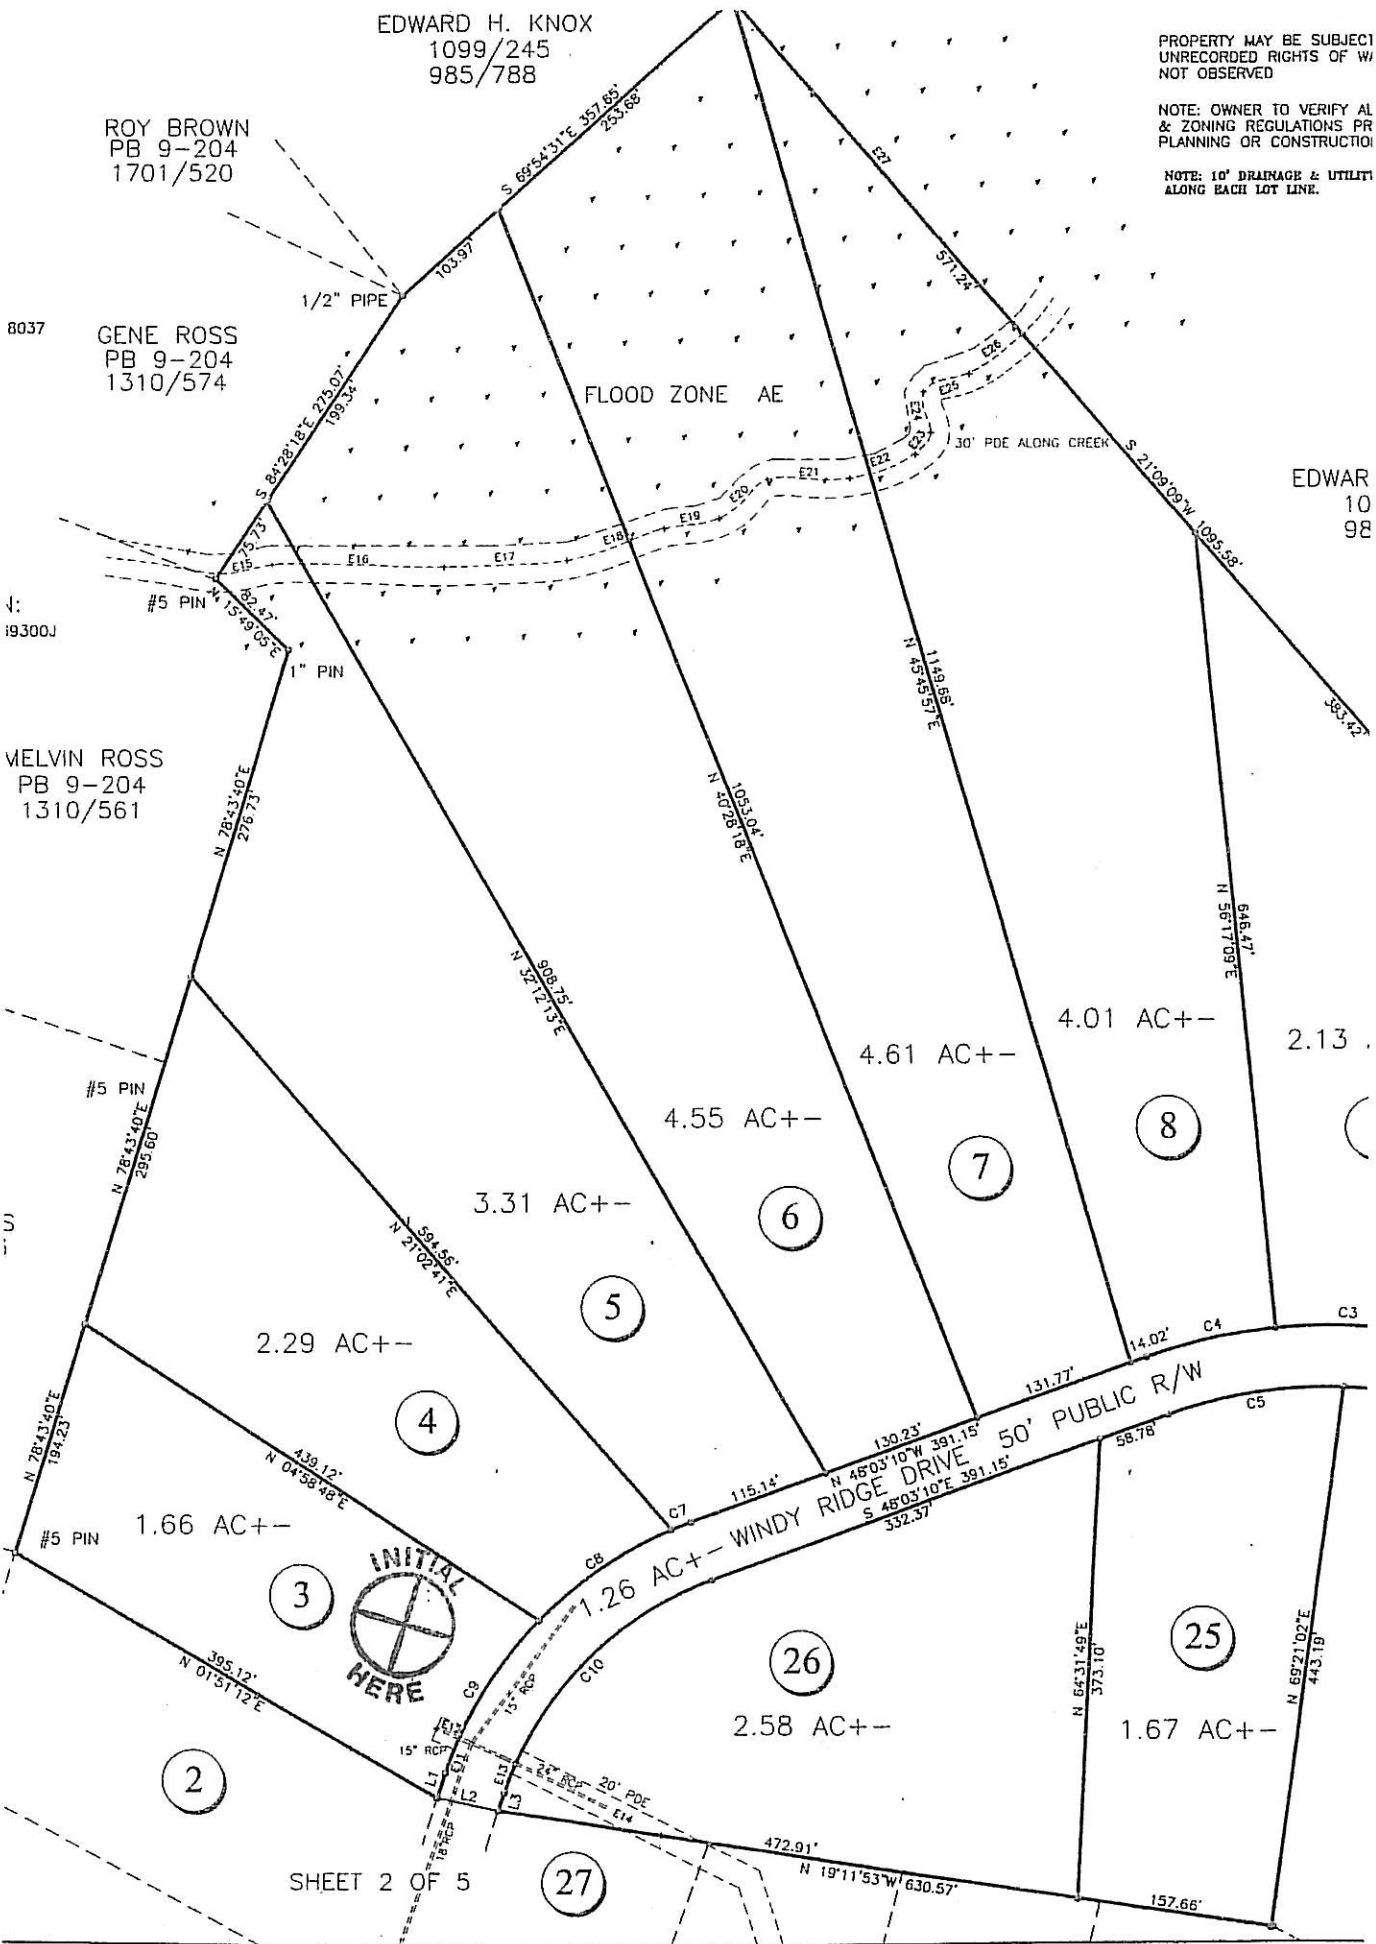 EDWARD H. KNOX
1099/245
985/788
PROPERTY MAY BE SUBJECT
UNRECORDED RIGHTS OF
NOT OBSERVED
NOTE: OWNER TO VERIFY
& ZONING REGULATIONS
PLANNING OR
NOTE: 10' DRAINAGE &
ALONG EACH LOT LINE.
ROY BROWN
PB 9-204
1701/520
S 69°54'31"E 357.65'
253.68'
E27
103.97'
571.24'
1/2" PIPE
8037
GENE ROSS
PB 9-204
1310/574
S 84°28'18"E 275.07'
199.34'
FLOOD ZONE AE
E26
E25
E24
E23
30' PDE ALONG CREEK
S 21°09'09"W 1095.58'
E22
E21
E20
E19
E18
E17
E16
E15
75.73'
EDWAR
10
98
#5 PIN
82.47'
N 15°49'05"E
N:
19300J
1" PIN
1149.68'
N 45°45'57"E
383.42'
MELVIN ROSS
PB 9-204
1310/561
N 78°43'40"E
276.73'
1053.04'
N 40°28'18"E
646.47'
N 56°17'09"E
908.75'
N 32°12'13"E
4.01 AC+-
2.13
4.61 AC+-
#5 PIN
N 78°43'40"E
295.60'
4.55 AC+-
8
7
3.31 AC+-
6
594.56'
N 21°02'41"E
5
2.29 AC+-
14.02'
C4
C3
4
131.77'
C5
N 78°43'40"E
194.23'
439.12'
N 04°58'48"E
130.23'
N 48°03'10"W 391.15'
WINDY RIDGE DRIVE 50' PUBLIC R/W
58.78'
115.14'
C7
S 48°03'10"E 391.15'
332.37'
1.66 AC+-
#5 PIN
C8
1.26 AC+-
INITIAL
HERE
3
395.12'
N 01°51'12"E
C9
C10
15" RCP
26
25
N 64°31'49"E
373.10'
N 69°21'02"E
443.19'
2.58 AC+-
1.67 AC+-
15" RCP
E11
E13
24" RCP
20' PDE
2
L1
L2
L3
E14
18" RCP
472.91'
N 19°11'53"W 630.57'
157.66'
SHEET 2 OF 5
27